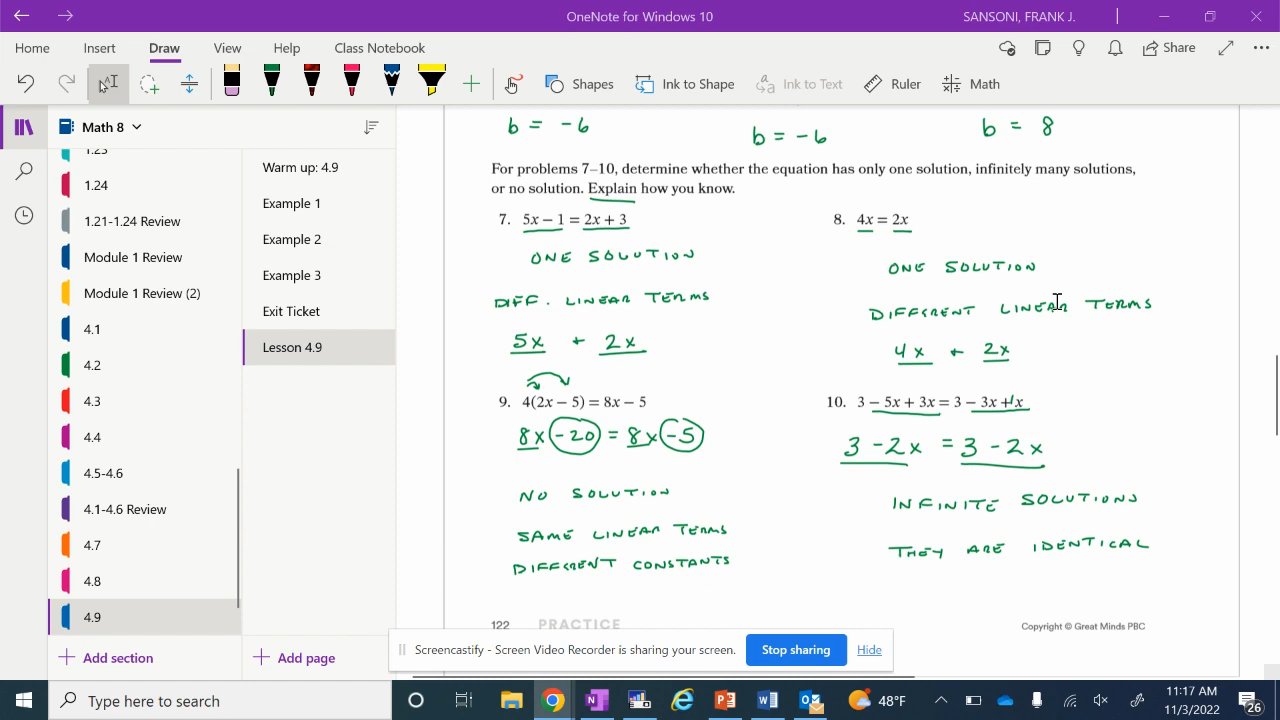 OneNote for Windows 10
SANSONI, FRANK J.
Home Insert Draw View Help Class Notebook
Share
Shapes
Ink to Shape
Ink to Text
Ruler
Math
Math 8
1.23
1.24
1.21-1.24 Review
Module 1 Review
Module 1 Review (2)
4.1
4.2
4.3
4.4
4.5-4.6
4.1-4.6 Review
4.7
4.8
4.9
Add section
Warm up: 4.9
Example 1
Example 2
Example 3
Exit Ticket
Lesson 4.9
Add page
b = -6
b = -6
b = 8
For problems 7–10, determine whether the equation has only one solution, infinitely many solutions,
or no solution. Explain how you know.
7. 5x − 1 = 2x + 3
ONE SOLUTION
DIFF. LINEAR TERMS
5x + 2x
8. 4x = 2x
ONE SOLUTION
DIFFERENT LINEAR TERMS
4x + 2x
9. 4(2x − 5) = 8x − 5
8x -20 = 8x -5
NO SOLUTION
SAME LINEAR TERMS
DIFFERENT CONSTANTS
10. 3 − 5x + 3x = 3 − 3x + 1x
3 -2x = 3 -2x
INFINITE SOLUTIONS
THEY ARE IDENTICAL
122 PRACTICE
Copyright © Great Minds PBC
Screencastify - Screen Video Recorder is sharing your screen.
Stop sharing
Hide
Type here to search
48°F
11:17 AM
11/3/2022
26